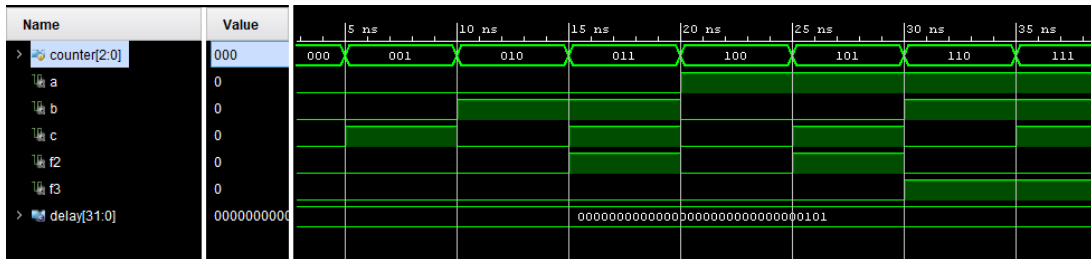 Name Value
5 ns 10 ns 15 ns 20 ns 25 ns 30 ns 35 ns
counter[2:0] 000 000 001 010 011 100 101 110 111
a 0
b 0
c 0
f2 0
f3 0
delay[31:0] 0000000000 00000000000000000000000000000101